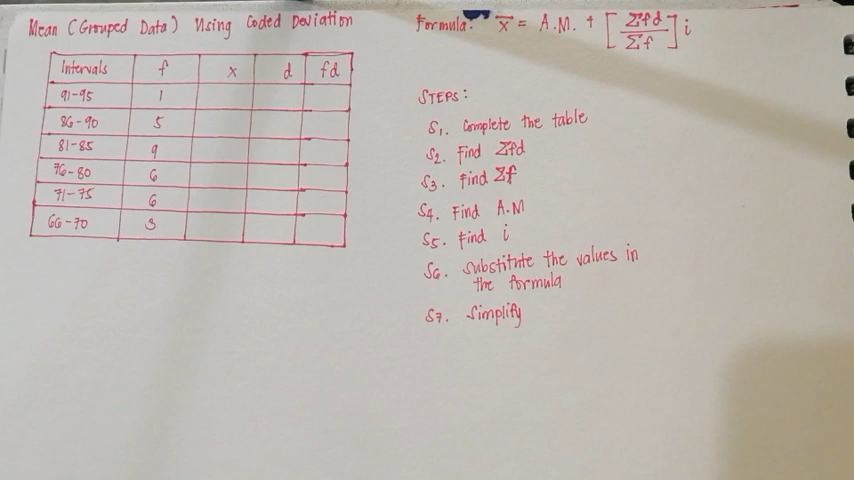 Mean (Grouped Data) Using Coded Deviation
Formula: x̄ = A.M. + [Σfd / Σf] i
Intervals f x d fd
91-95 1
86-90 5
81-85 9
76-80 6
71-75 6
66-70 3
STEPS:
S1. Complete the table
S2. Find Σfd
S3. Find Σf
S4. Find A.M
S5. Find i
S6. Substitute the values in
the formula
S7. Simplify